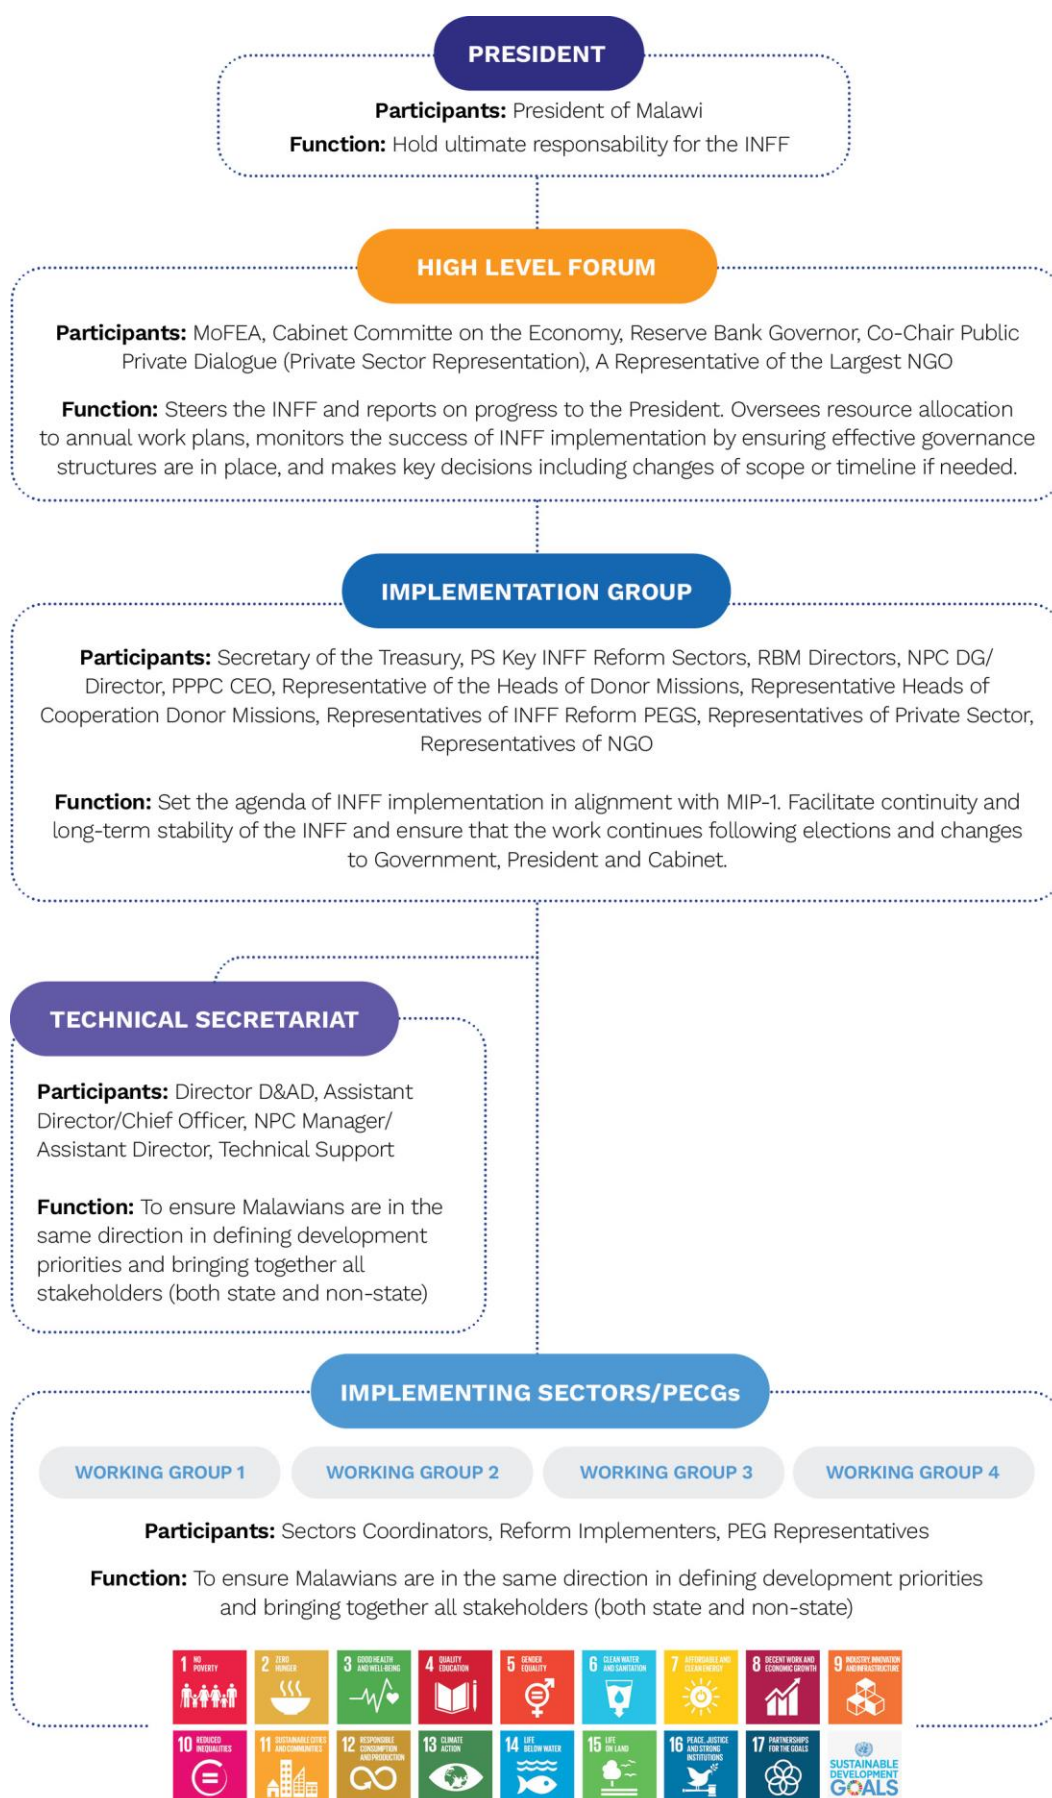 PRESIDENT
Participants: President of Malawi
Function: Hold ultimate responsability for the INFF
HIGH LEVEL FORUM
Participants: MoFEA, Cabinet Committe on the Economy, Reserve Bank Governor, Co-Chair Public
Private Dialogue (Private Sector Representation), A Representative of the Largest NGO
Function: Steers the INFF and reports on progress to the President. Oversees resource allocation
to annual work plans, monitors the success of INFF implementation by ensuring effective governance
structures are in place, and makes key decisions including changes of scope or timeline if needed.
IMPLEMENTATION GROUP
Participants: Secretary of the Treasury, PS Key INFF Reform Sectors, RBM Directors, NPC DG/
Director, PPPC CEO, Representative of the Heads of Donor Missions, Representative Heads of
Cooperation Donor Missions, Representatives of INFF Reform PEGS, Representatives of Private Sector,
Representatives of NGO
Function: Set the agenda of INFF implementation in alignment with MIP-1. Facilitate continuity and
long-term stability of the INFF and ensure that the work continues following elections and changes
to Government, President and Cabinet.
TECHNICAL SECRETARIAT
Participants: Director D&AD, Assistant
Director/Chief Officer, NPC Manager/
Assistant Director, Technical Support
Function: To ensure Malawians are in the
same direction in defining development
priorities and bringing together all
stakeholders (both state and non-state)
IMPLEMENTING SECTORS/PECGs
WORKING GROUP 1
WORKING GROUP 2
WORKING GROUP 3
WORKING GROUP 4
Participants: Sectors Coordinators, Reform Implementers, PEG Representatives
Function: To ensure Malawians are in the same direction in defining development priorities
and bringing together all stakeholders (both state and non-state)
1 NO
POVERTY
2 ZERO
HUNGER
3 GOOD HEALTH
AND WELL-BEING
4 QUALITY
EDUCATION
5 GENDER
EQUALITY
6 CLEAN WATER
AND SANITATION
7 AFFORDABLE AND
CLEAN ENERGY
8 DECENT WORK AND
ECONOMIC GROWTH
9 INDUSTRY, INNOVATION
AND INFRASTRUCTURE
10 REDUCED
INEQUALITIES
11 SUSTAINABLE CITIES
AND COMMUNITIES
12 RESPONSIBLE
CONSUMPTION
AND PRODUCTION
13 CLIMATE
ACTION
14 LIFE
BELOW WATER
15 LIFE
ON LAND
16 PEACE, JUSTICE
AND STRONG
INSTITUTIONS
17 PARTNERSHIPS
FOR THE GOALS
SUSTAINABLE
DEVELOPMENT
GOALS